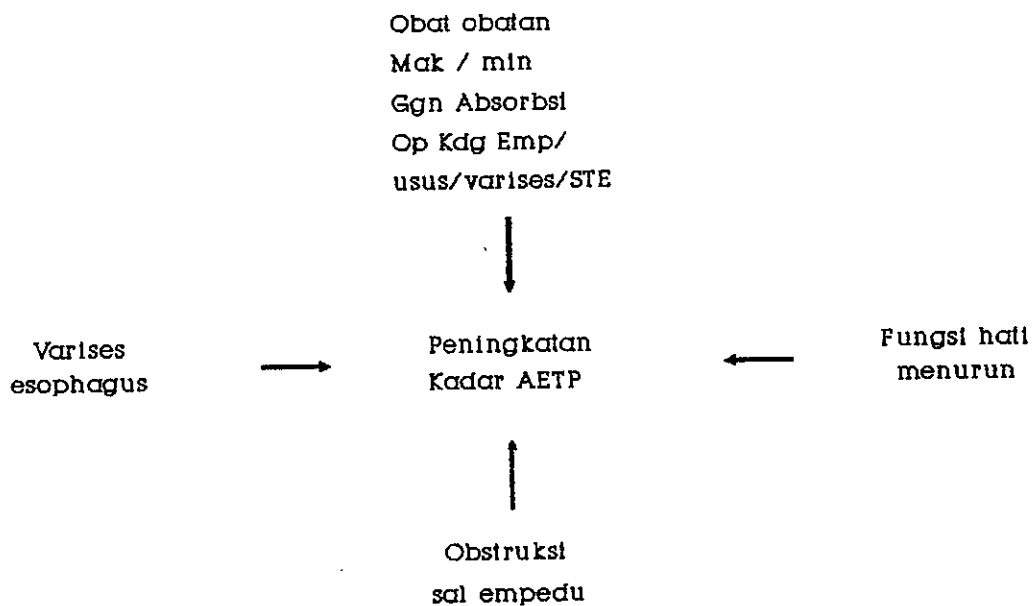 Obat obatan
Mak / min
Ggn Absorbsi
Op Kdg Emp/
usus/varises/STE
Varises
esophagus
Peningkatan
Kadar AETP
Fungsi hati
menurun
Obstruksi
sal empedu